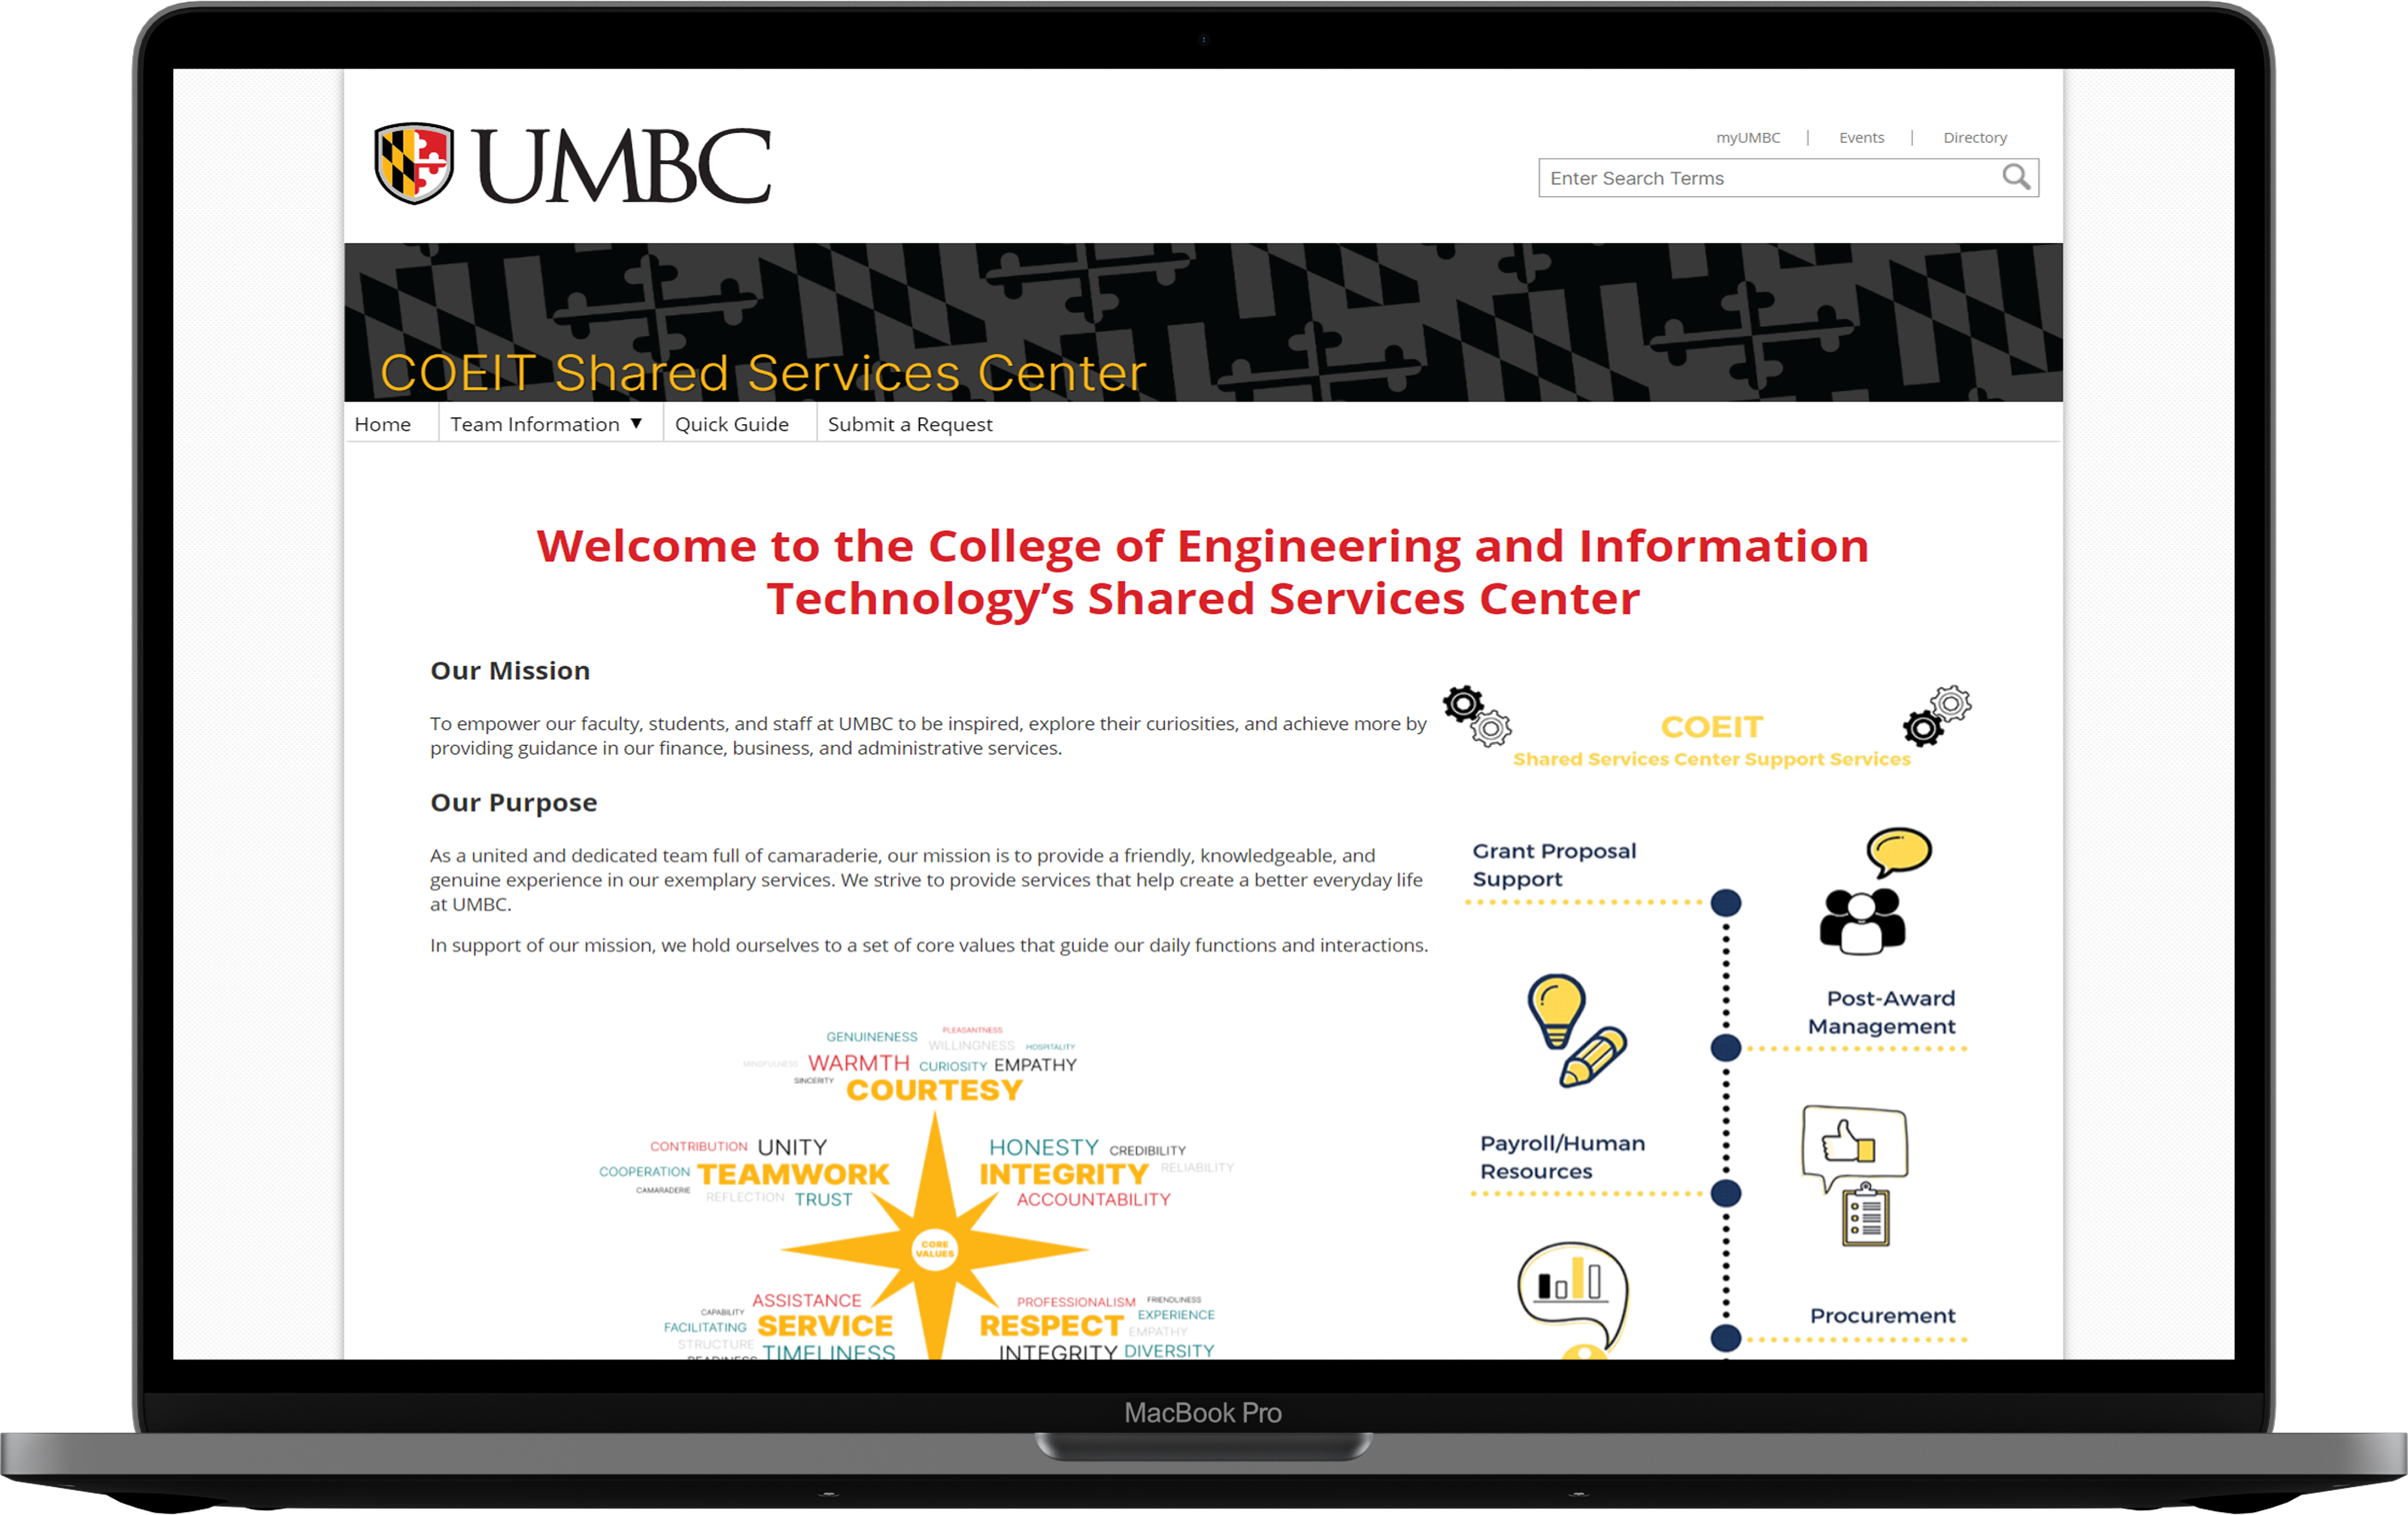 UMBC
myUMBC | Events | Directory
Enter Search Terms
COEIT Shared Services Center
Home
Team Information ▼
Quick Guide
Submit a Request
Welcome to the College of Engineering and Information
Technology’s Shared Services Center
Our Mission
To empower our faculty, students, and staff at UMBC to be inspired, explore their curiosities, and achieve more by
providing guidance in our finance, business, and administrative services.
Our Purpose
As a united and dedicated team full of camaraderie, our mission is to provide a friendly, knowledgeable, and
genuine experience in our exemplary services. We strive to provide services that help create a better everyday life
at UMBC.
In support of our mission, we hold ourselves to a set of core values that guide our daily functions and interactions.
PLEASANTNESS
GENUINENESS
WILLINGNESS HOSPITALITY
MINDFULNESS WARMTH CURIOSITY EMPATHY
SINCERITY
COURTESY
CONTRIBUTION UNITY
COOPERATION TEAMWORK
CAMARADERIE REFLECTION TRUST
HONESTY CREDIBILITY
INTEGRITY RELIABILITY
ACCOUNTABILITY
CORE
VALUES
ASSISTANCE
CAPABILITY
FACILITATING SERVICE
STRUCTURE
READINESS TIMELINESS
PROFESSIONALISM FRIENDLINESS
EXPERIENCE
RESPECT EMPATHY
INTEGRITY DIVERSITY
COEIT
Shared Services Center Support Services
Grant Proposal
Support
Post-Award
Management
Payroll/Human
Resources
Procurement
MacBook Pro